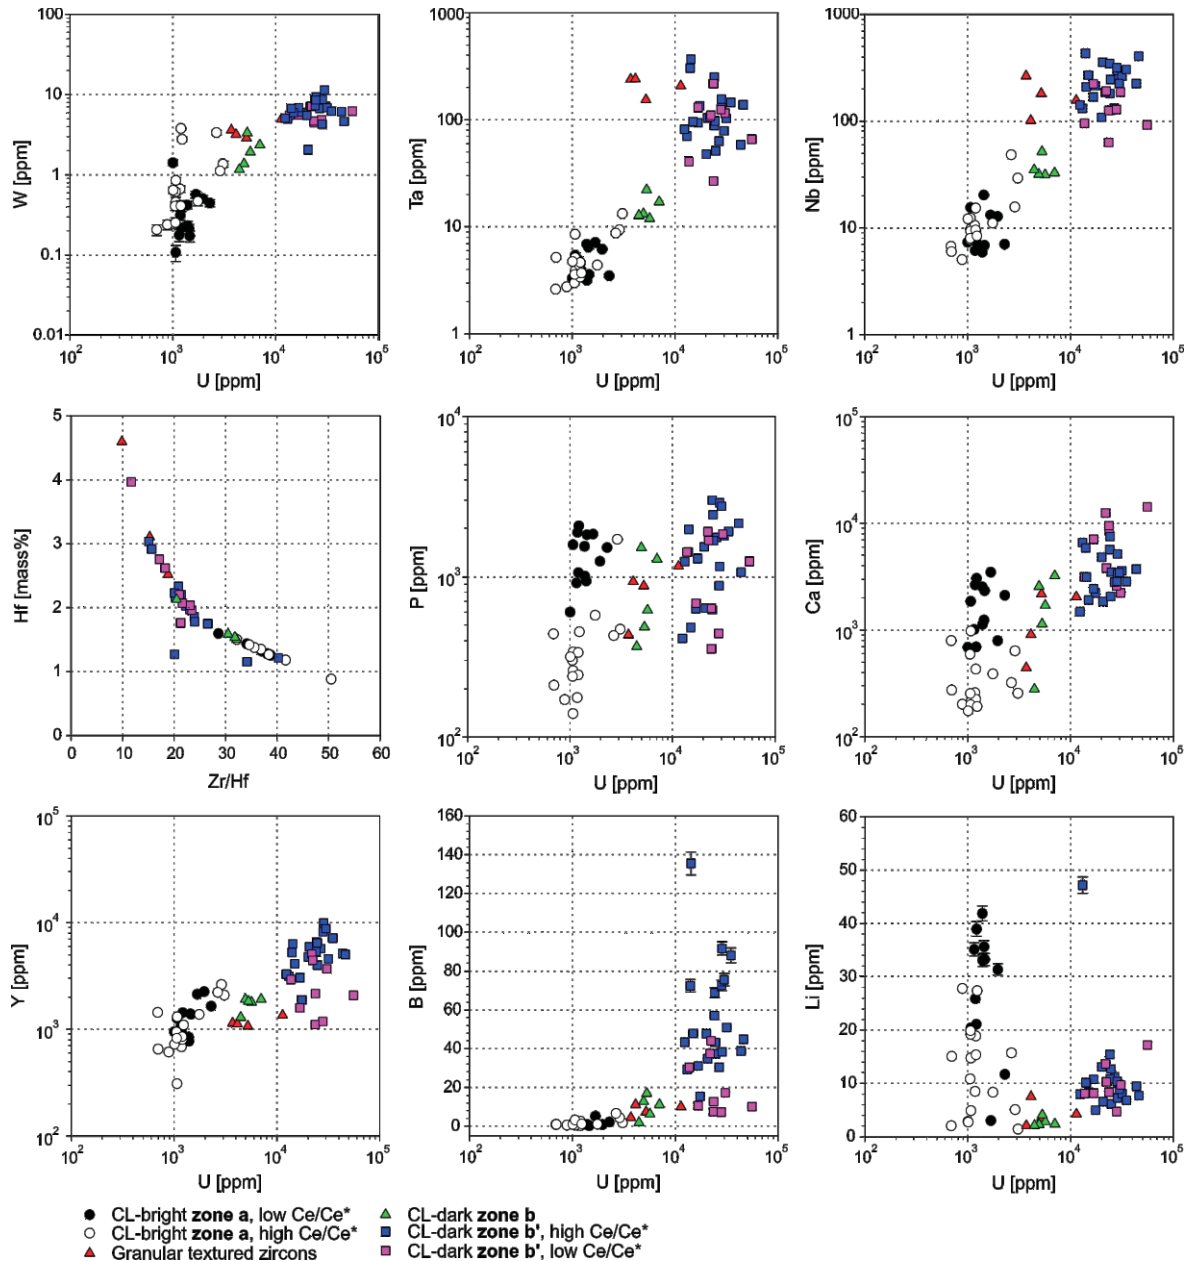 W [ppm]
100
10
1
0.1
0.01
10² 10³ 10⁴ 10⁵
U [ppm]
Ta [ppm]
1000
100
10
1
10² 10³ 10⁴ 10⁵
U [ppm]
Nb [ppm]
1000
100
10
1
10² 10³ 10⁴ 10⁵
U [ppm]
Hf [mass%]
5
4
3
2
1
0
0 10 20 30 40 50 60
Zr/Hf
P [ppm]
10⁴
10³
10²
10² 10³ 10⁴ 10⁵
U [ppm]
Ca [ppm]
10⁵
10⁴
10³
10²
10² 10³ 10⁴ 10⁵
U [ppm]
Y [ppm]
10⁵
10⁴
10³
10²
10² 10³ 10⁴ 10⁵
U [ppm]
B [ppm]
160
140
120
100
80
60
40
20
0
10² 10³ 10⁴ 10⁵
U [ppm]
Li [ppm]
60
50
40
30
20
10
0
10² 10³ 10⁴ 10⁵
U [ppm]
CL-bright zone a, low Ce/Ce*
CL-bright zone a, high Ce/Ce*
Granular textured zircons
CL-dark zone b
CL-dark zone b', high Ce/Ce*
CL-dark zone b', low Ce/Ce*